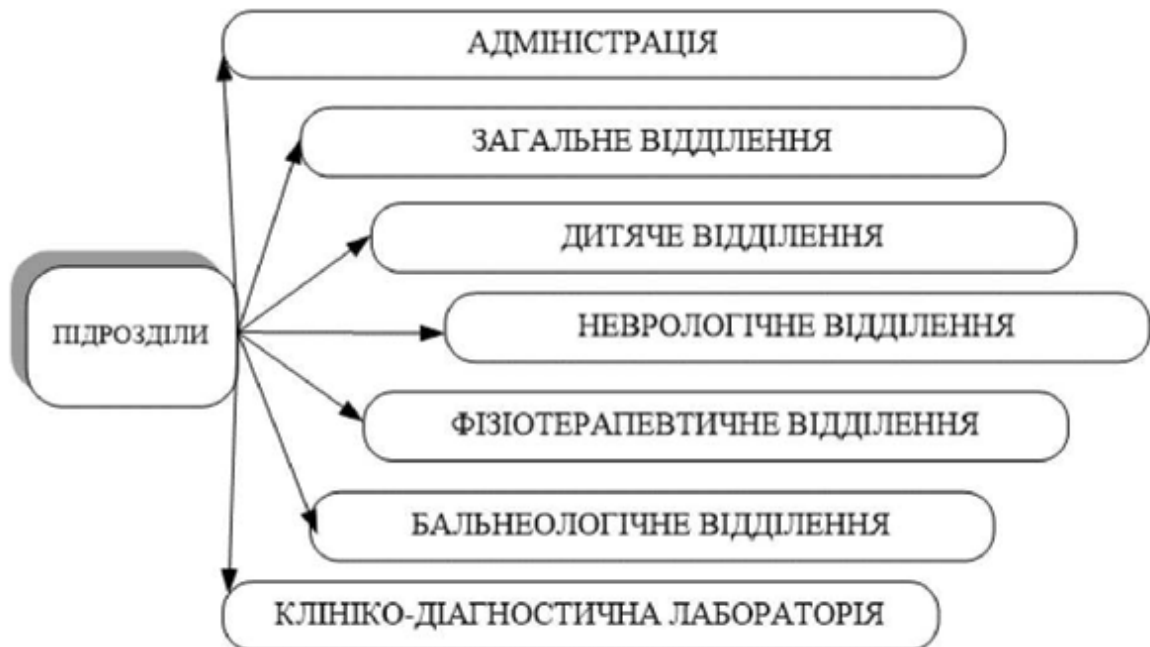 АДМІНІСТРАЦІЯ
ЗАГАЛЬНЕ ВІДДІЛЕННЯ
ДИТЯЧЕ ВІДДІЛЕННЯ
ПІДРОЗДІЛИ
НЕВРОЛОГІЧНЕ ВІДДІЛЕННЯ
ФІЗІОТЕРАПЕВТИЧНЕ ВІДДІЛЕННЯ
БАЛЬНЕОЛОГІЧНЕ ВІДДІЛЕННЯ
КЛІНІКО-ДІАГНОСТИЧНА ЛАБОРАТОРІЯ